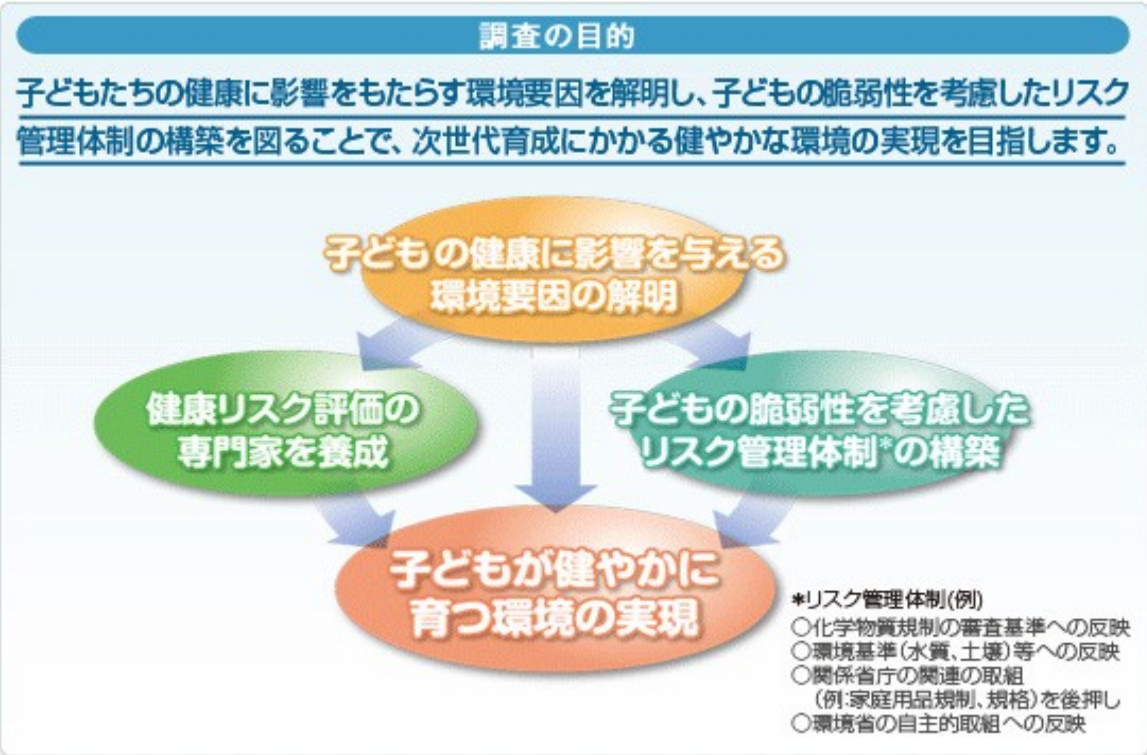 調査の目的
子どもたちの健康に影響をもたらす環境要因を解明し、子どもの脆弱性を考慮したリスク
管理体制の構築を図ることで、次世代育成にかかる健やかな環境の実現を目指します。
子どもの健康に影響を与える
環境要因の解明
健康リスク評価の
専門家を養成
子どもの脆弱性を考慮した
リスク管理体制*の構築
子どもが健やかに
育つ環境の実現
*リスク管理体制(例)
○化学物質規制の審査基準への反映
○環境基準(水質、土壌)等への反映
○関係省庁の関連の取組
(例:家庭用品規制、規格)を後押し
○環境省の自主的取組への反映